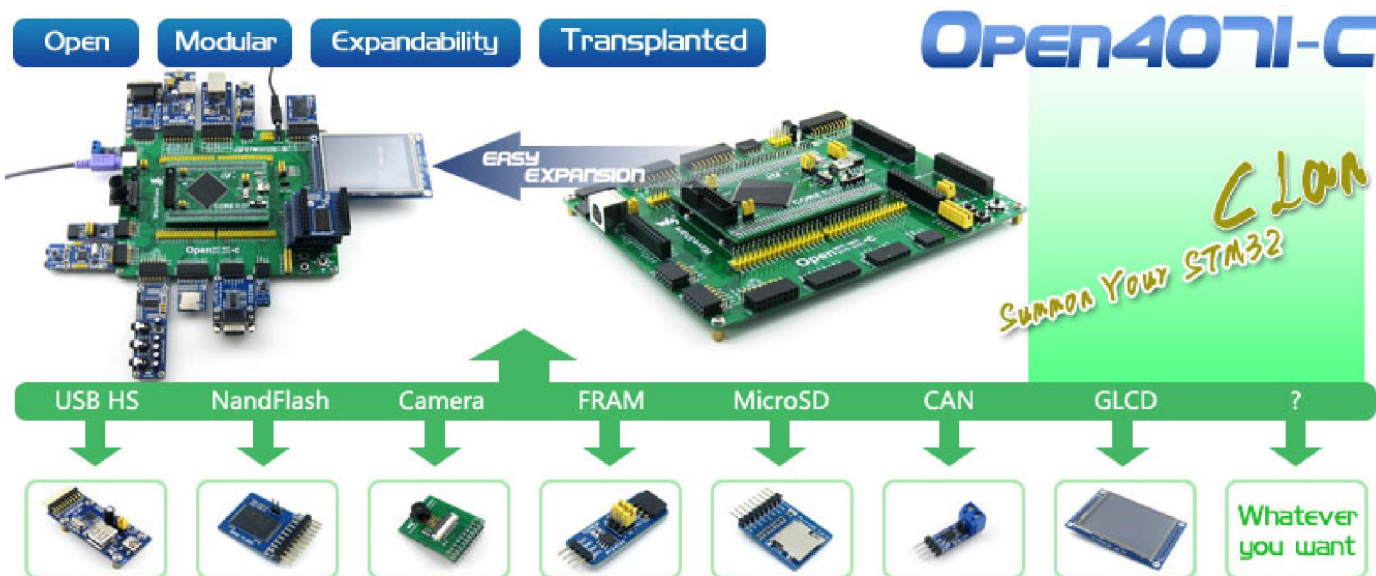 Open
Modular
Expandability
Transplanted
Open407I-C
EASY
EXPANSION
CLan
Summon Your STM32
USB HS
NandFlash
Camera
FRAM
MicroSD
CAN
GLCD
?
Whatever
you want